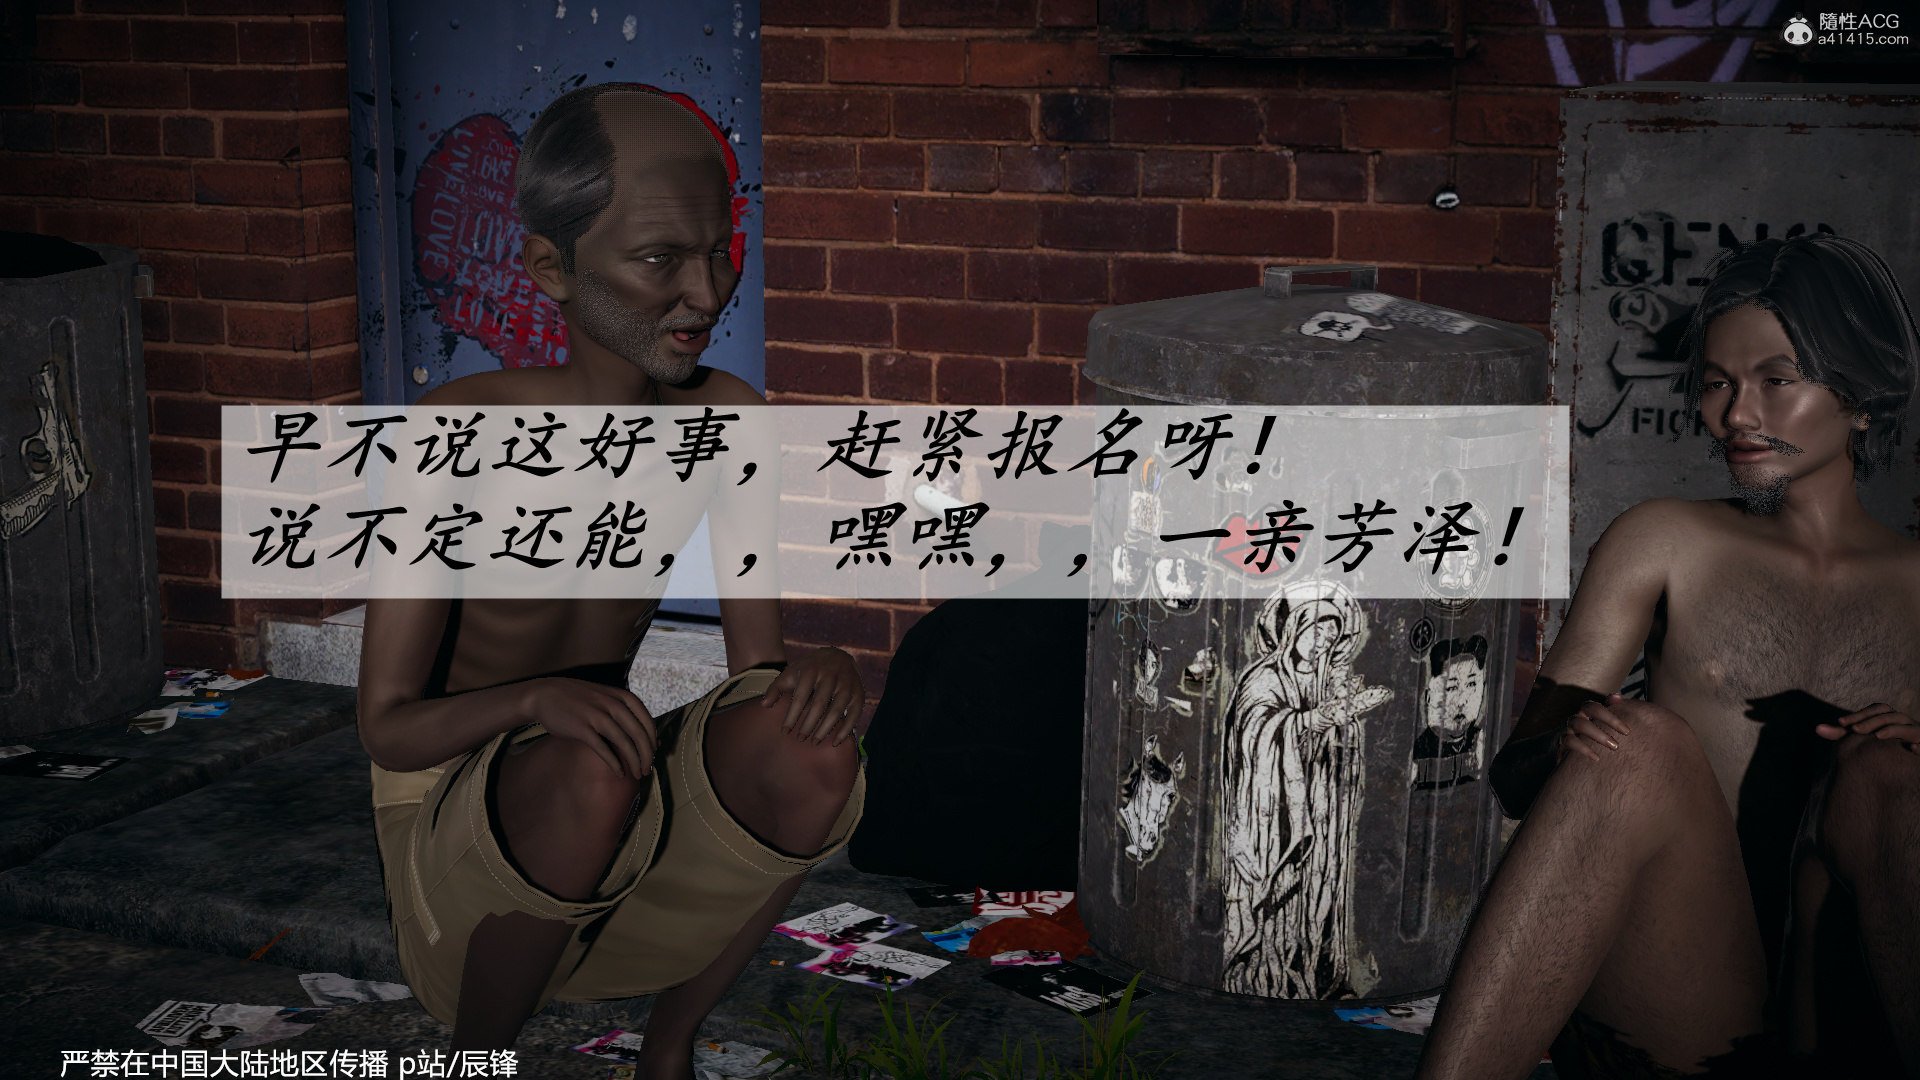 隨性ACG
a41415.com
早不说这好事，赶紧报名呀！
说不定还能，，嘿嘿，，一亲芳泽！
严禁在中国大陆地区传播 p站/辰锋